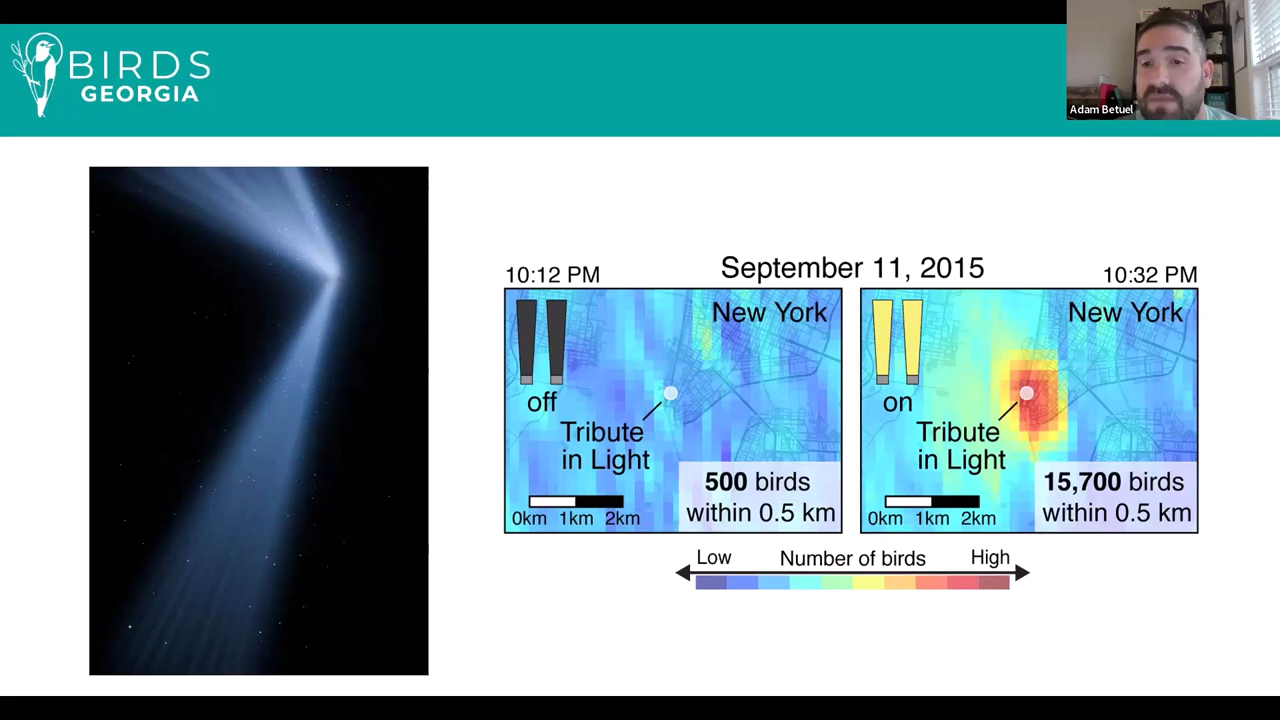 BIRDS
GEORGIA
Adam Betuel
September 11, 2015
10:12 PM
10:32 PM
New York
off
Tribute
in Light
500 birds
within 0.5 km
0km 1km 2km
New York
on
Tribute
in Light
15,700 birds
within 0.5 km
0km 1km 2km
Low Number of birds High